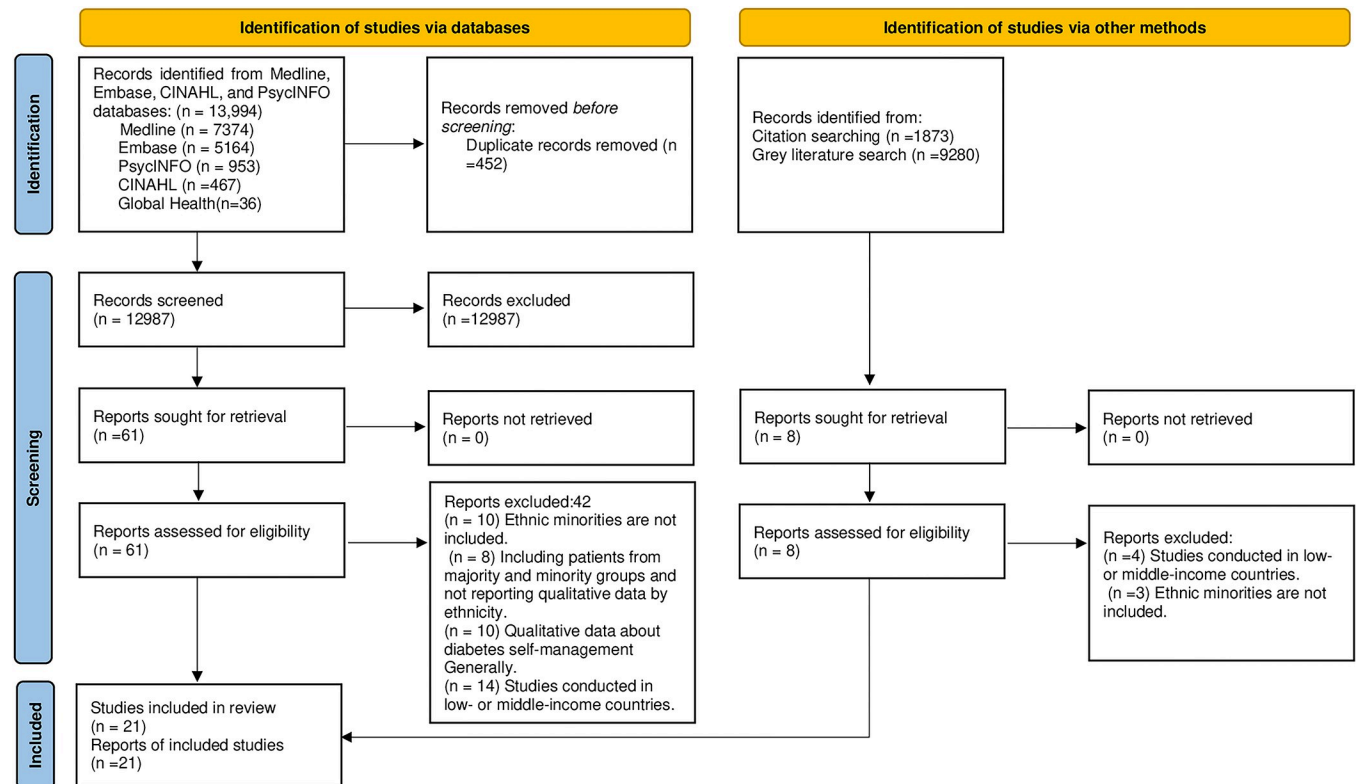 Identification of studies via databases
Identification of studies via other methods
Identification
Records identified from Medline,
Embase, CINAHL, and PsycINFO
databases: (n = 13,994)
Medline (n = 7374)
Embase (n = 5164)
PsycINFO (n = 953)
CINAHL (n =467)
Global Health(n=36)
Records removed before
screening:
Duplicate records removed (n
=452)
Records identified from:
Citation searching (n =1873)
Grey literature search (n =9280)
Screening
Records screened
(n = 12987)
Records excluded
(n =12987)
Reports sought for retrieval
(n =61)
Reports not retrieved
(n = 0)
Reports sought for retrieval
(n = 8)
Reports not retrieved
(n = 0)
Reports assessed for eligibility
(n = 61)
Reports excluded:42
(n = 10) Ethnic minorities are not
included.
(n = 8) Including patients from
majority and minority groups and
not reporting qualitative data by
ethnicity.
(n = 10) Qualitative data about
diabetes self-management
Generally.
(n = 14) Studies conducted in
low- or middle-income countries.
Reports assessed for eligibility
(n = 8)
Reports excluded:
(n =4) Studies conducted in low-
or middle-income countries.
(n =3) Ethnic minorities are not
included.
Included
Studies included in review
(n = 21)
Reports of included studies
(n =21)